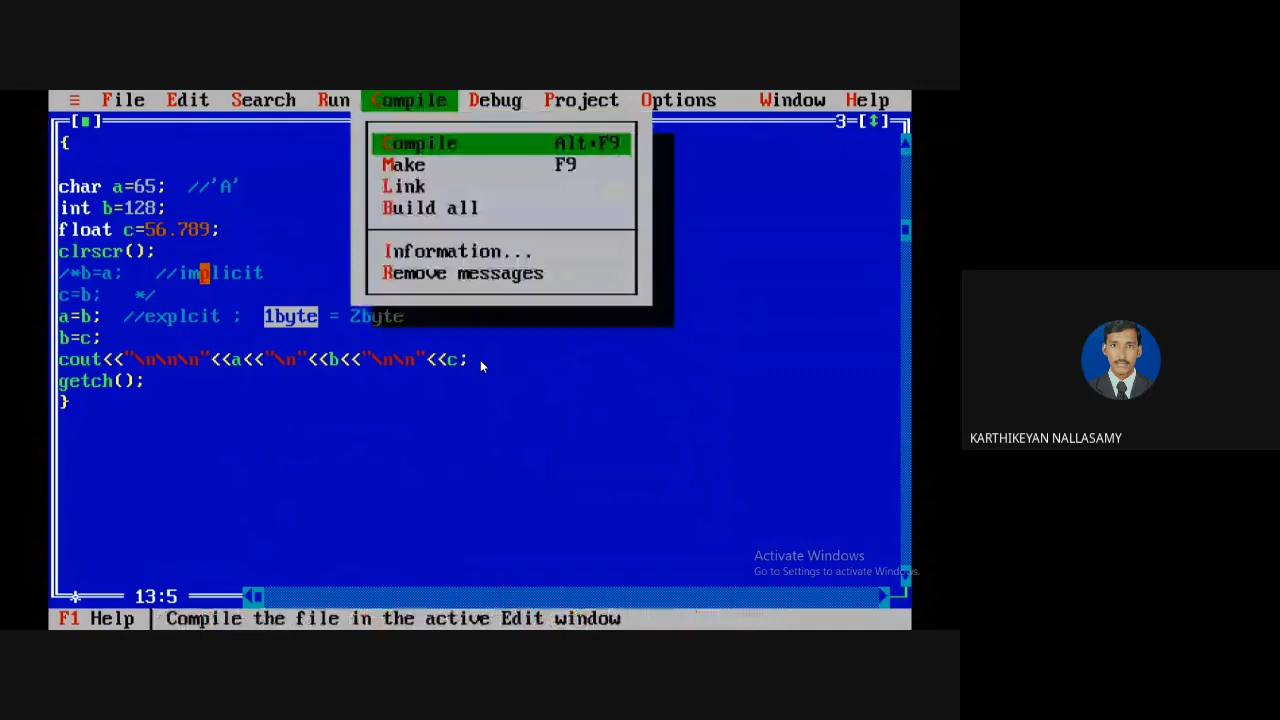 ≡ File Edit Search Run Compile Debug Project Options Window Help
[■] 3=[↕]
{
Compile Alt+F9
Make F9
Link
Build all
Information...
Remove messages
char a=65; //'A'
int b=128;
float c=56.789;
clrscr();
/*b=a; //implicit
c=b; */
a=b; //explcit ; 1byte = 2byte
b=c;
cout<<"\n\n\n"<<a<<"\n"<<b<<"\n\n"<<c;
getch();
}
Activate Windows
Go to Settings to activate Windows.
13:5
F1 Help Compile the file in the active Edit window
KARTHIKEYAN NALLASAMY